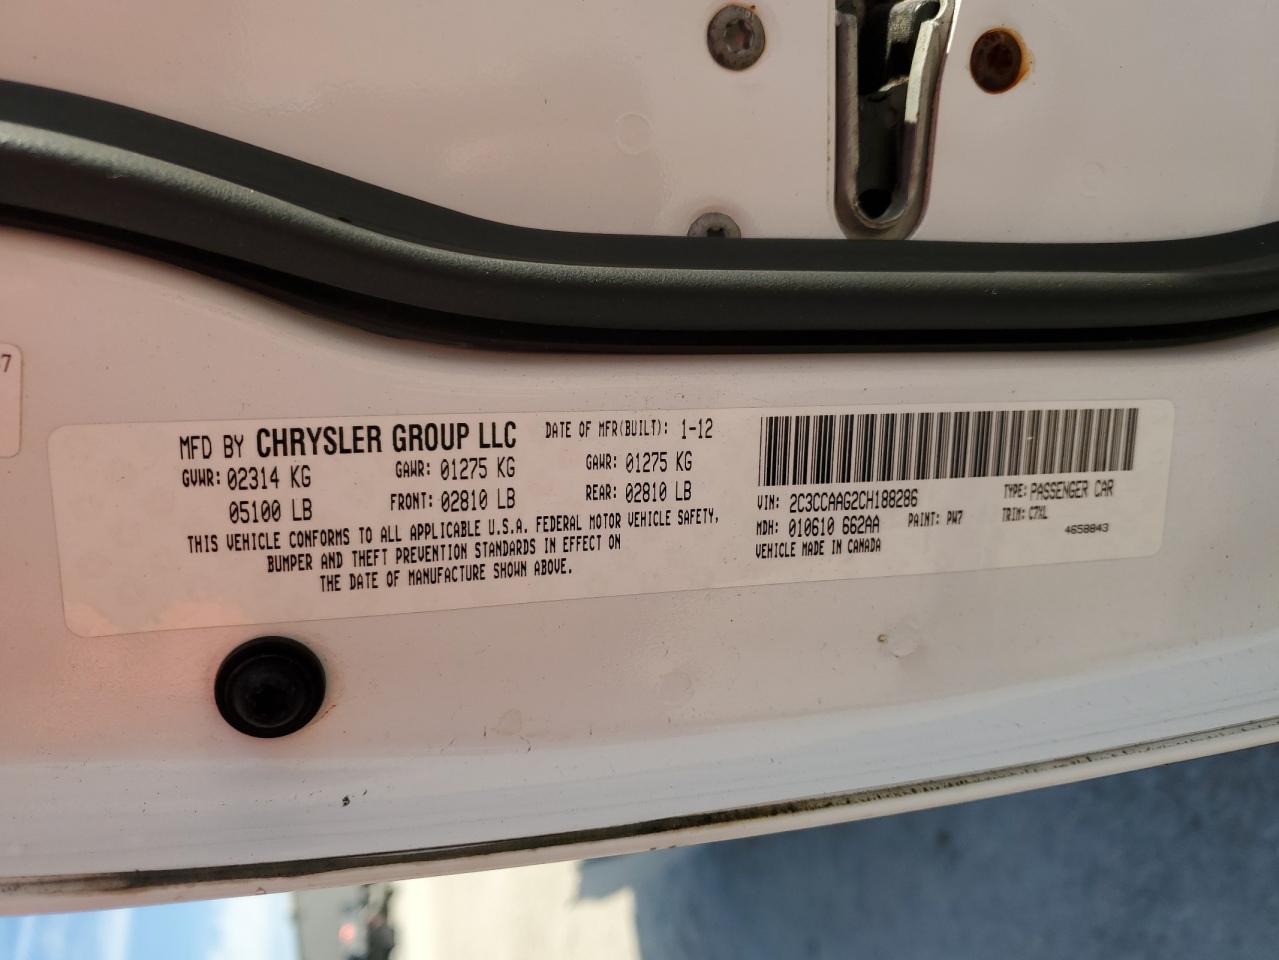 7
MFD BY CHRYSLER GROUP LLC DATE OF MFR(BUILT): 1-12
GVWR: 02314 KG GAWR: 01275 KG GAWR: 01275 KG
05100 LB FRONT: 02810 LB REAR: 02810 LB
THIS VEHICLE CONFORMS TO ALL APPLICABLE U.S.A. FEDERAL MOTOR VEHICLE SAFETY,
BUMPER AND THEFT PREVENTION STANDARDS IN EFFECT ON
THE DATE OF MANUFACTURE SHOWN ABOVE.
VIN: 2C3CCAAG2CH188286 TYPE: PASSENGER CAR
MDH: 010610 662AA PAINT: PW7 TRIM: C7XL
VEHICLE MADE IN CANADA 4658843